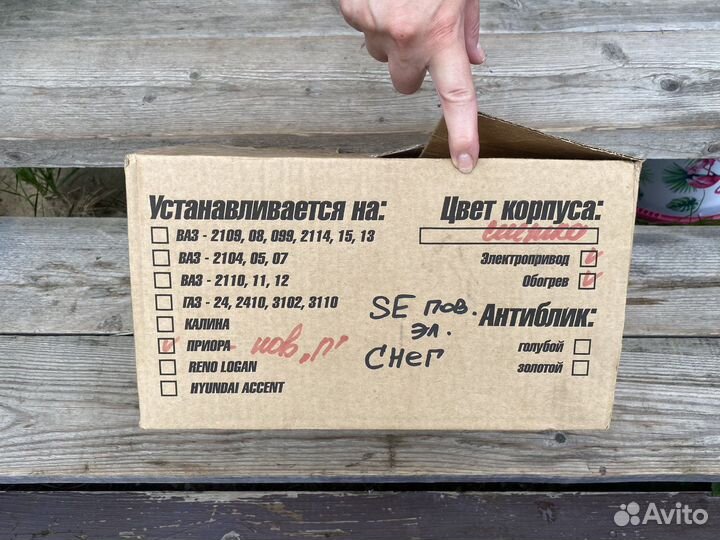 Устанавливается на:
ВАЗ - 2109, 08, 099, 2114, 15, 13
ВАЗ - 2104, 05, 07
ВАЗ - 2110, 11, 12
ГАЗ - 24, 2410, 3102, 3110
КАЛИНА
ПРИОРА - нов „п"
RENO LOGAN
HYUNDAI ACCENT
SE пов.
эл.
Снег
Цвет корпуса:
Электропривод
Обогрев
Антиблик:
голубой
золотой
Avito